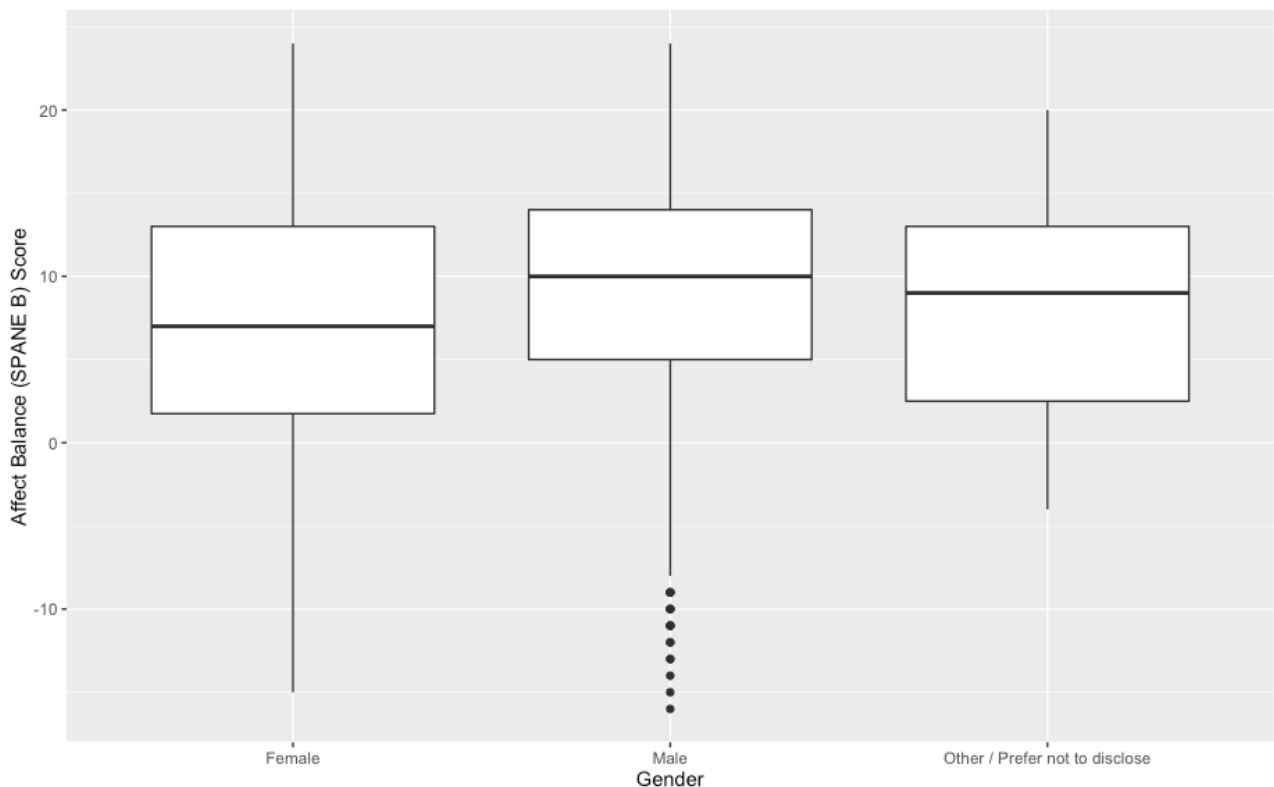 Affect Balance (SPANE B) Score
20
10
0
-10
Female
Male
Other / Prefer not to disclose
Gender